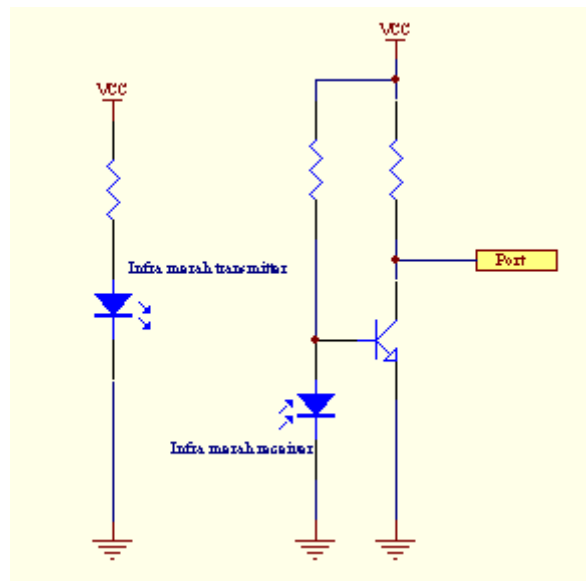 VCC
VCC
Infra merah transmitter
Port
Infra merah receiver